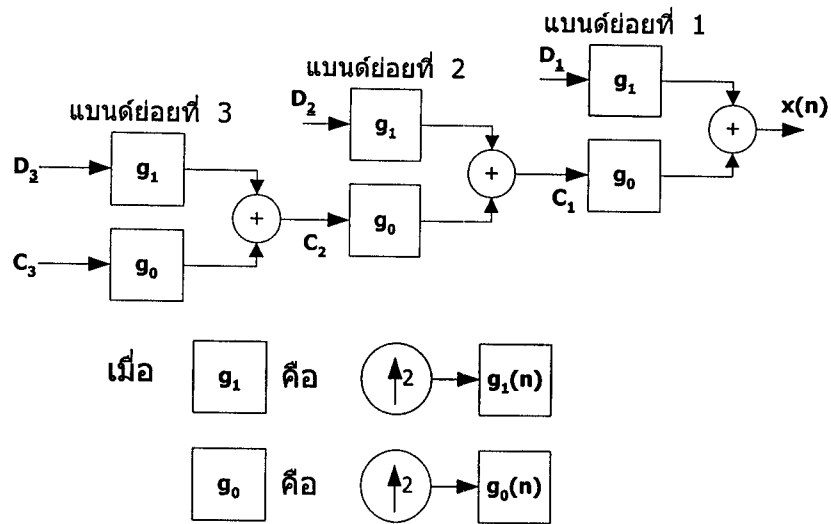 แบนด์ย่อยที่ 1
D1
g1
x(n)
+
แบนด์ย่อยที่ 2
D2
g1
+
C1
g0
แบนด์ย่อยที่ 3
D3
g1
+
C2
g0
C3
g0
เมื่อ g1 คือ 2 g1(n)
g0 คือ 2 g0(n)